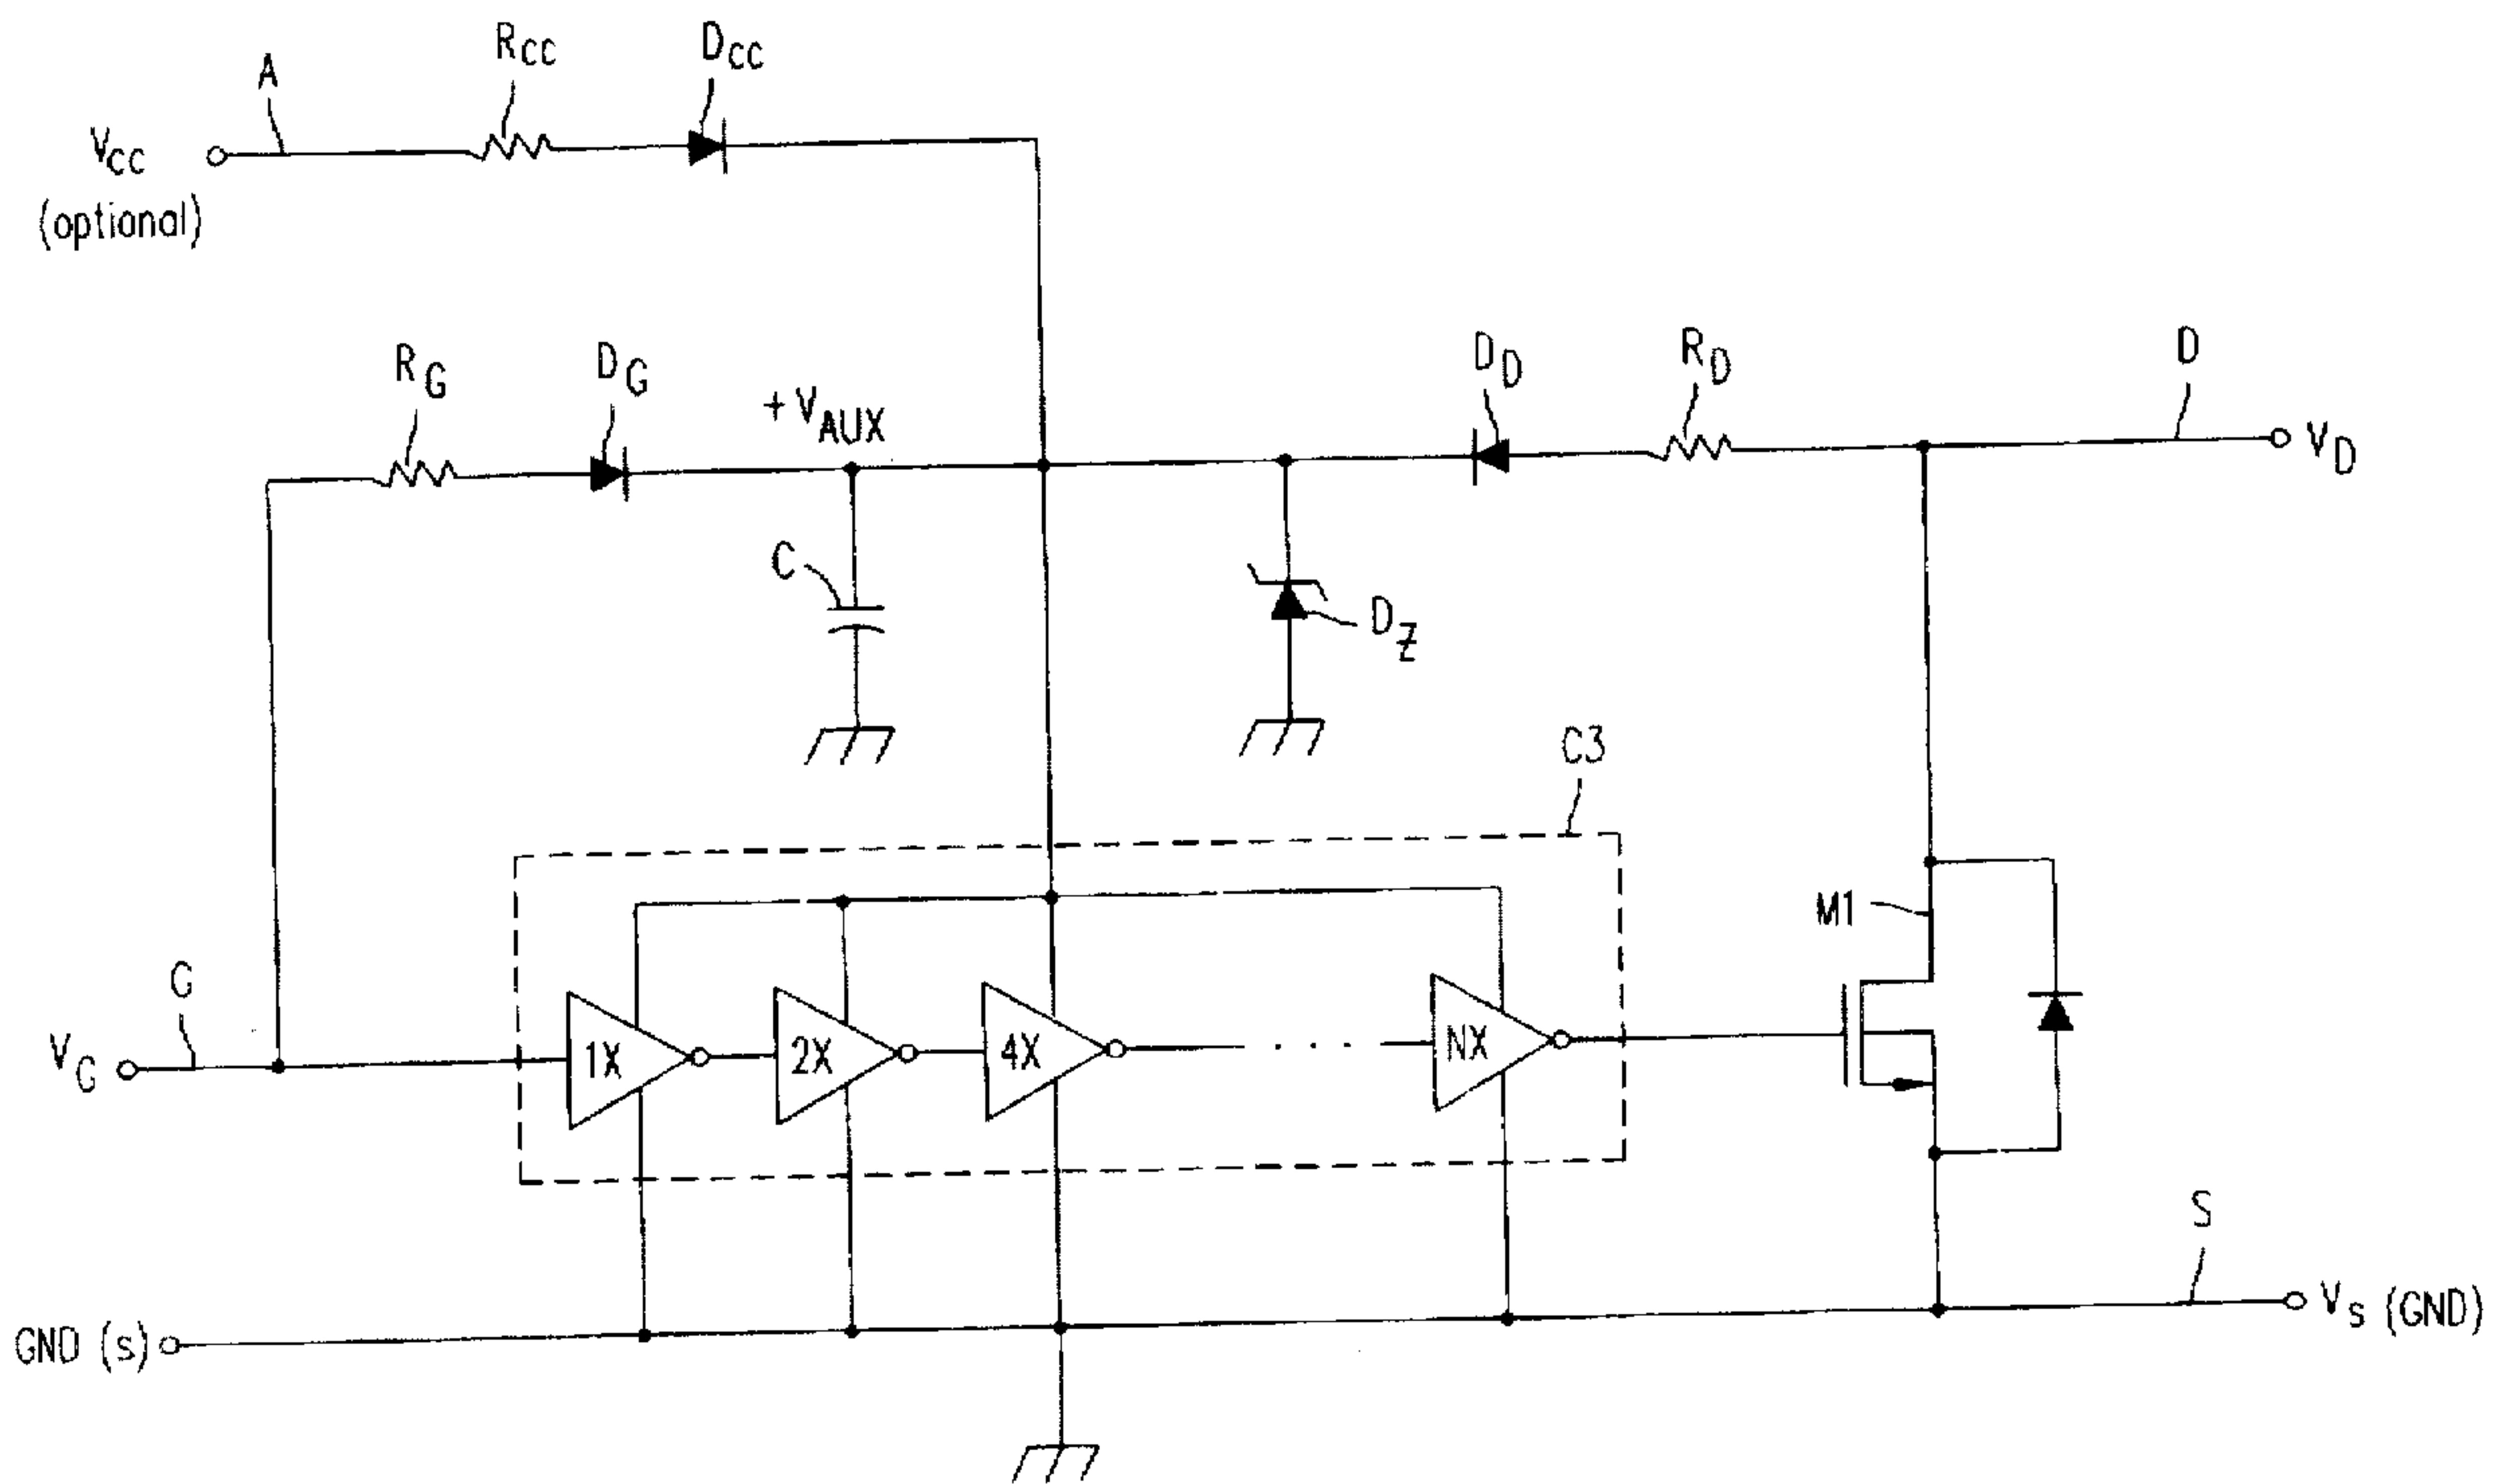 A
RCC
DCC
VCC
(optional)
RG
DG
+VAUX
DD
RD
D
VD
C
DZ
C3
M1
G
VG
1X
2X
4X
. . . .
NX
S
GND (s)
VS (GND)